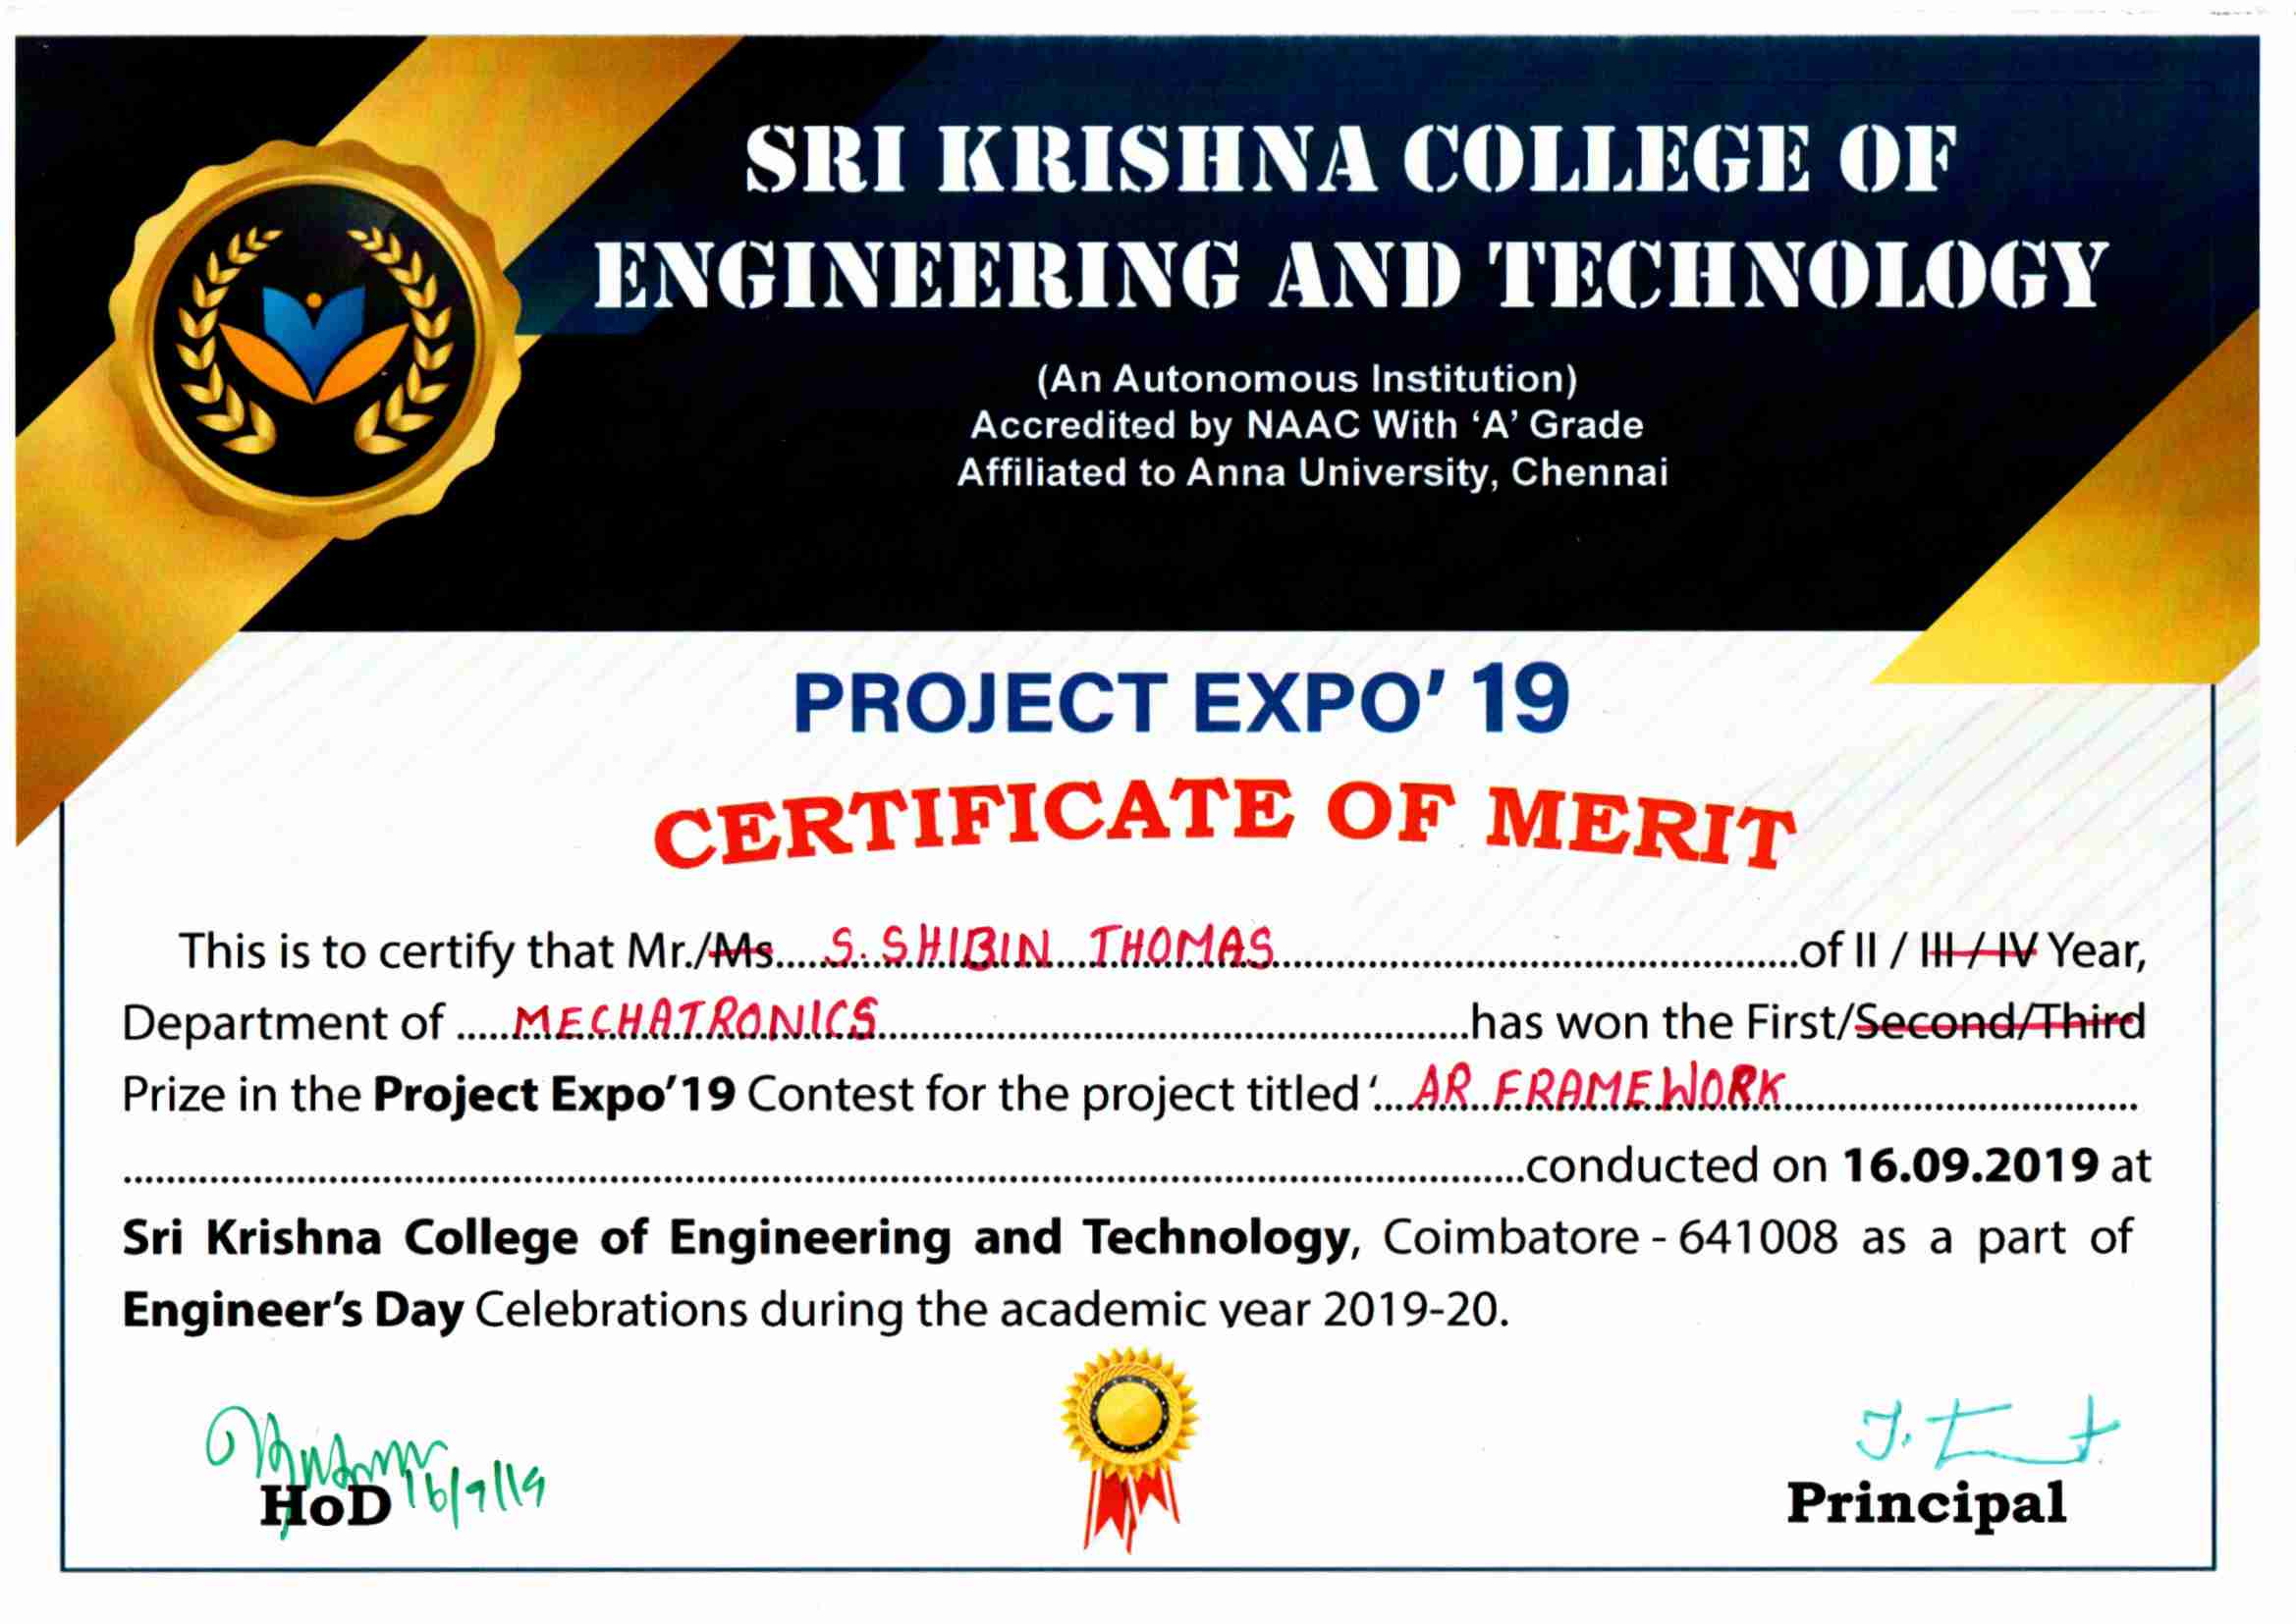 SRI KRISHNA COLLEGE OF
ENGINEERING AND TECHNOLOGY
(An Autonomous Institution)
Accredited by NAAC With ‘A’ Grade
Affiliated to Anna University, Chennai
PROJECT EXPO’ 19
CERTIFICATE OF MERIT
This is to certify that Mr./Ms.....S. SHIBIN THOMAS.....of II / III / IV Year,
Department of .....MECHATRONICS.....has won the First/Second/Third
Prize in the Project Expo’19 Contest for the project titled ‘....AR FRAMEWORK.....
.....conducted on 16.09.2019 at
Sri Krishna College of Engineering and Technology, Coimbatore - 641008 as a part of
Engineer’s Day Celebrations during the academic year 2019-20.
16/9/19
HoD
Principal